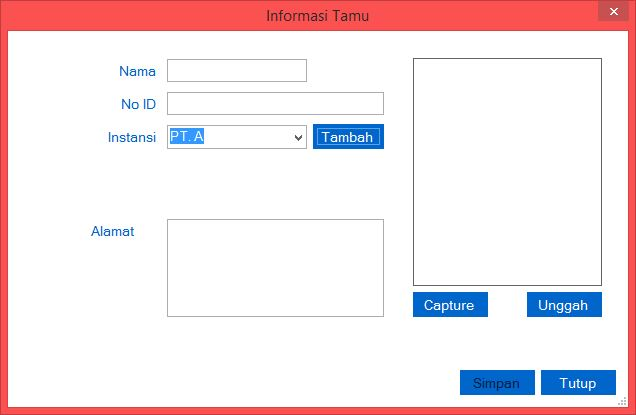 Informasi Tamu
Nama
No ID
Instansi PT. A Tambah
Alamat
Capture Unggah
Simpan Tutup